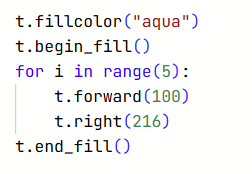 t.fillcolor("aqua")
t.begin_fill()
for i in range(5):
    t.forward(100)
    t.right(216)
t.end_fill()